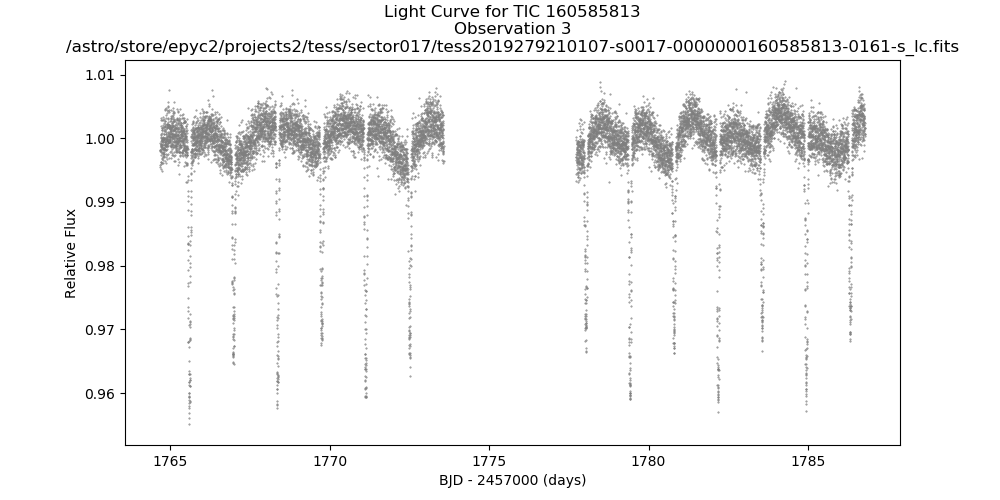 Light Curve for TIC 160585813
Observation 3
/astro/store/epyc2/projects2/tess/sector017/tess2019279210107-s0017-0000000160585813-0161-s_lc.fits
1.01
1.00
0.99
0.98
0.97
0.96
Relative Flux
1765
1770
1775
1780
1785
BJD - 2457000 (days)